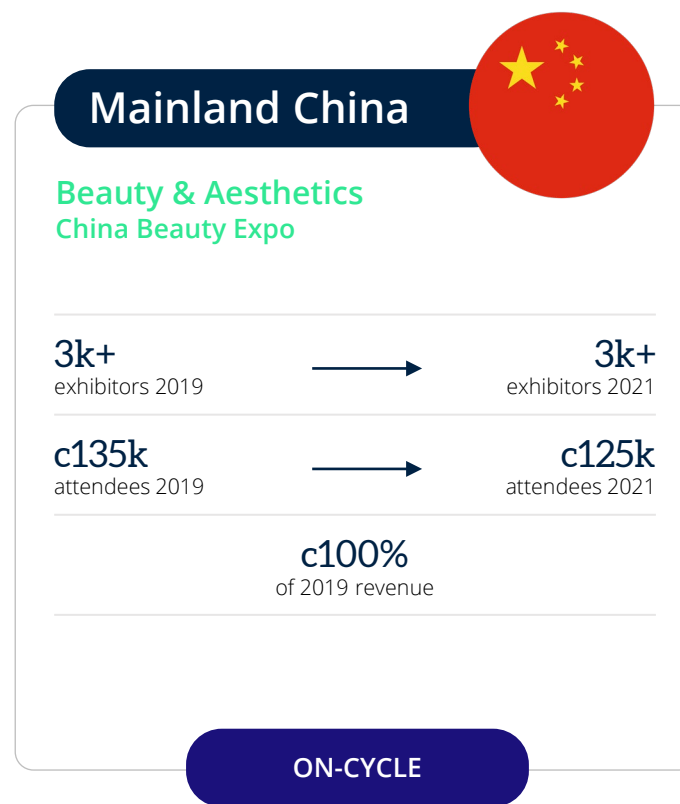 Mainland China
Beauty & Aesthetics
China Beauty Expo
3k+ 3k+
exhibitors 2019 exhibitors 2021
c135k c125k
attendees 2019 attendees 2021
c100%
of 2019 revenue
ON-CYCLE